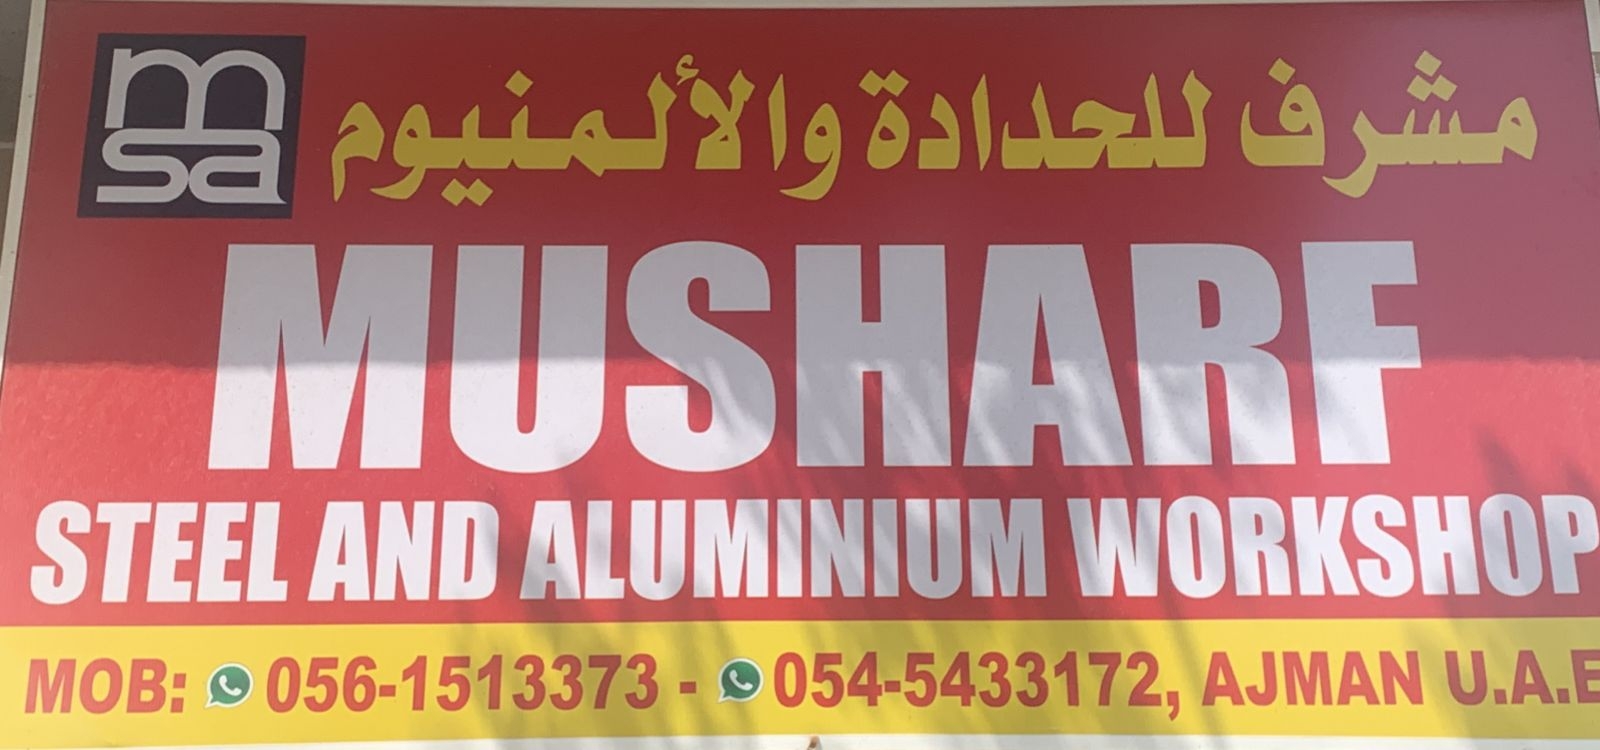 msa
مشرف للحدادة والألمنيوم
MUSHARF
STEEL AND ALUMINIUM WORKSHOP
MOB: 056-1513373 - 054-5433172, AJMAN U.A.E